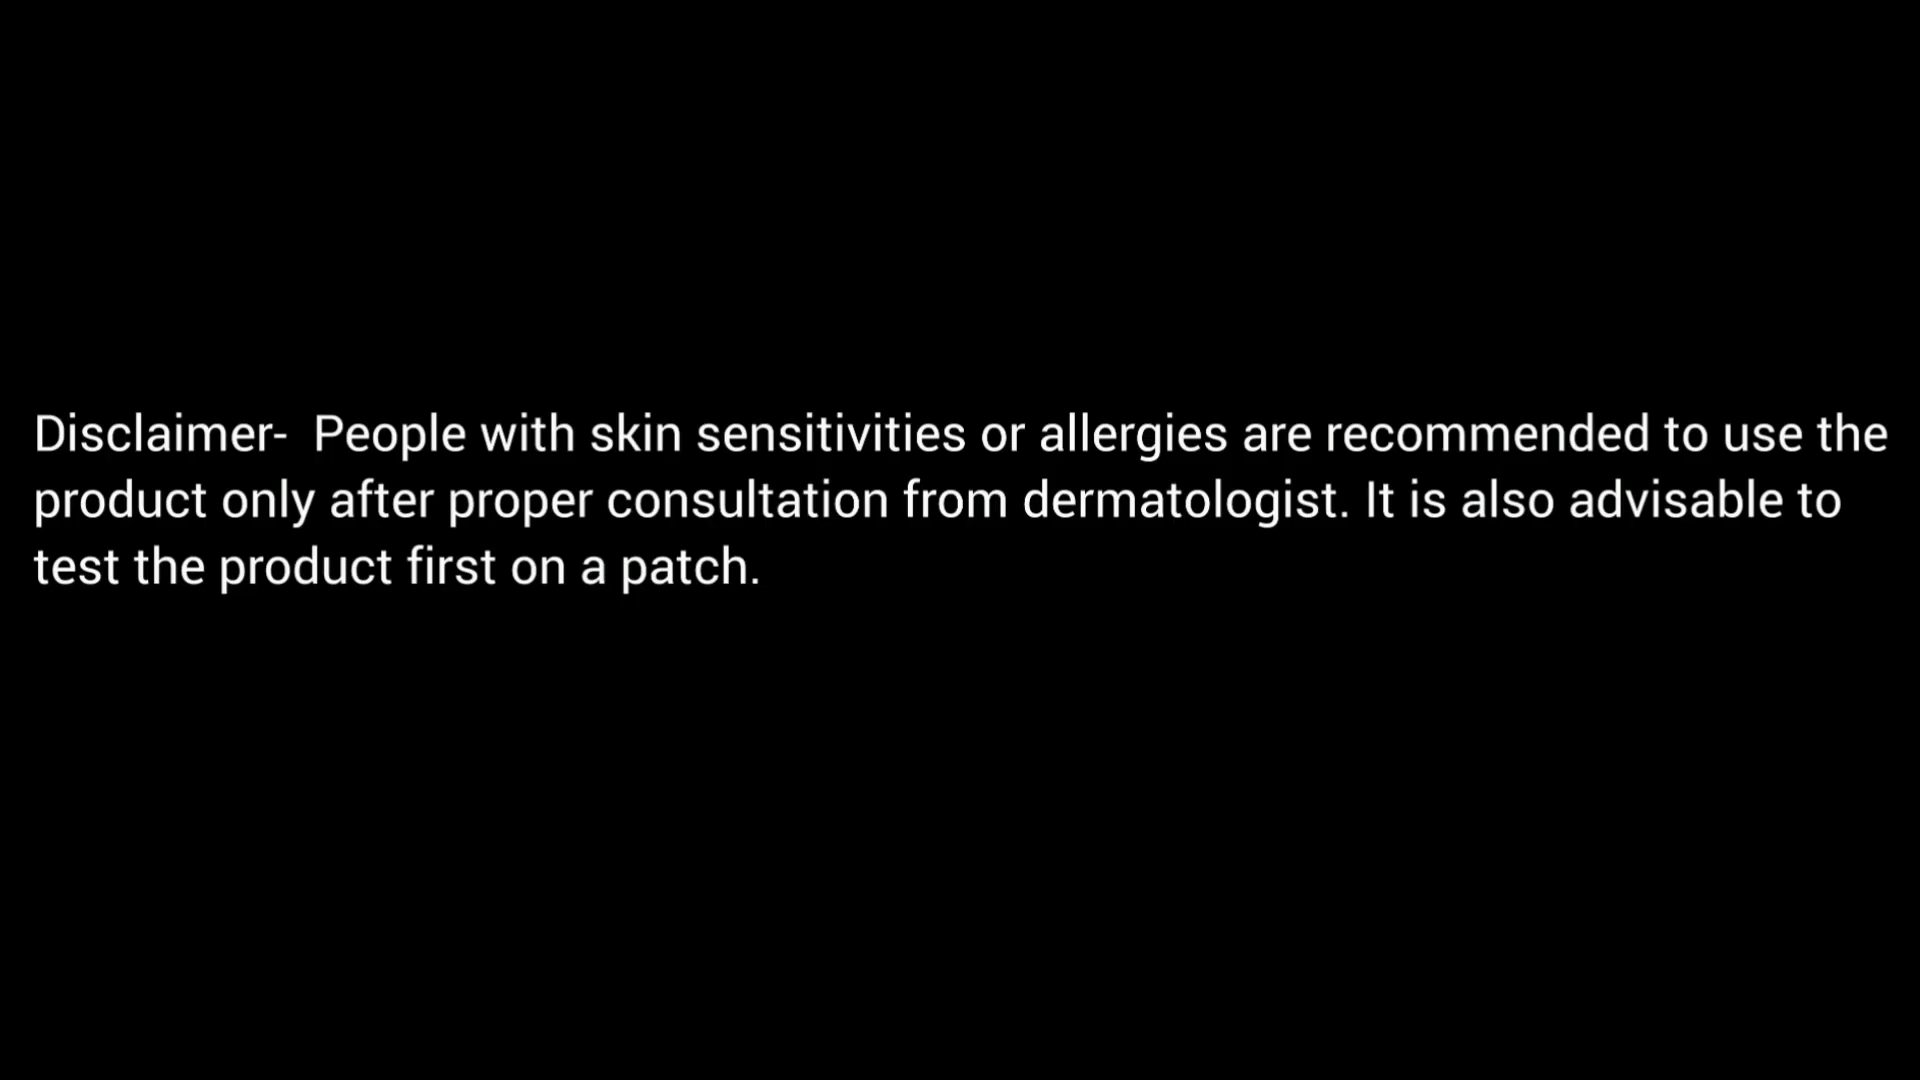 Disclaimer-  People with skin sensitivities or allergies are recommended to use the
product only after proper consultation from dermatologist. It is also advisable to
test the product first on a patch.